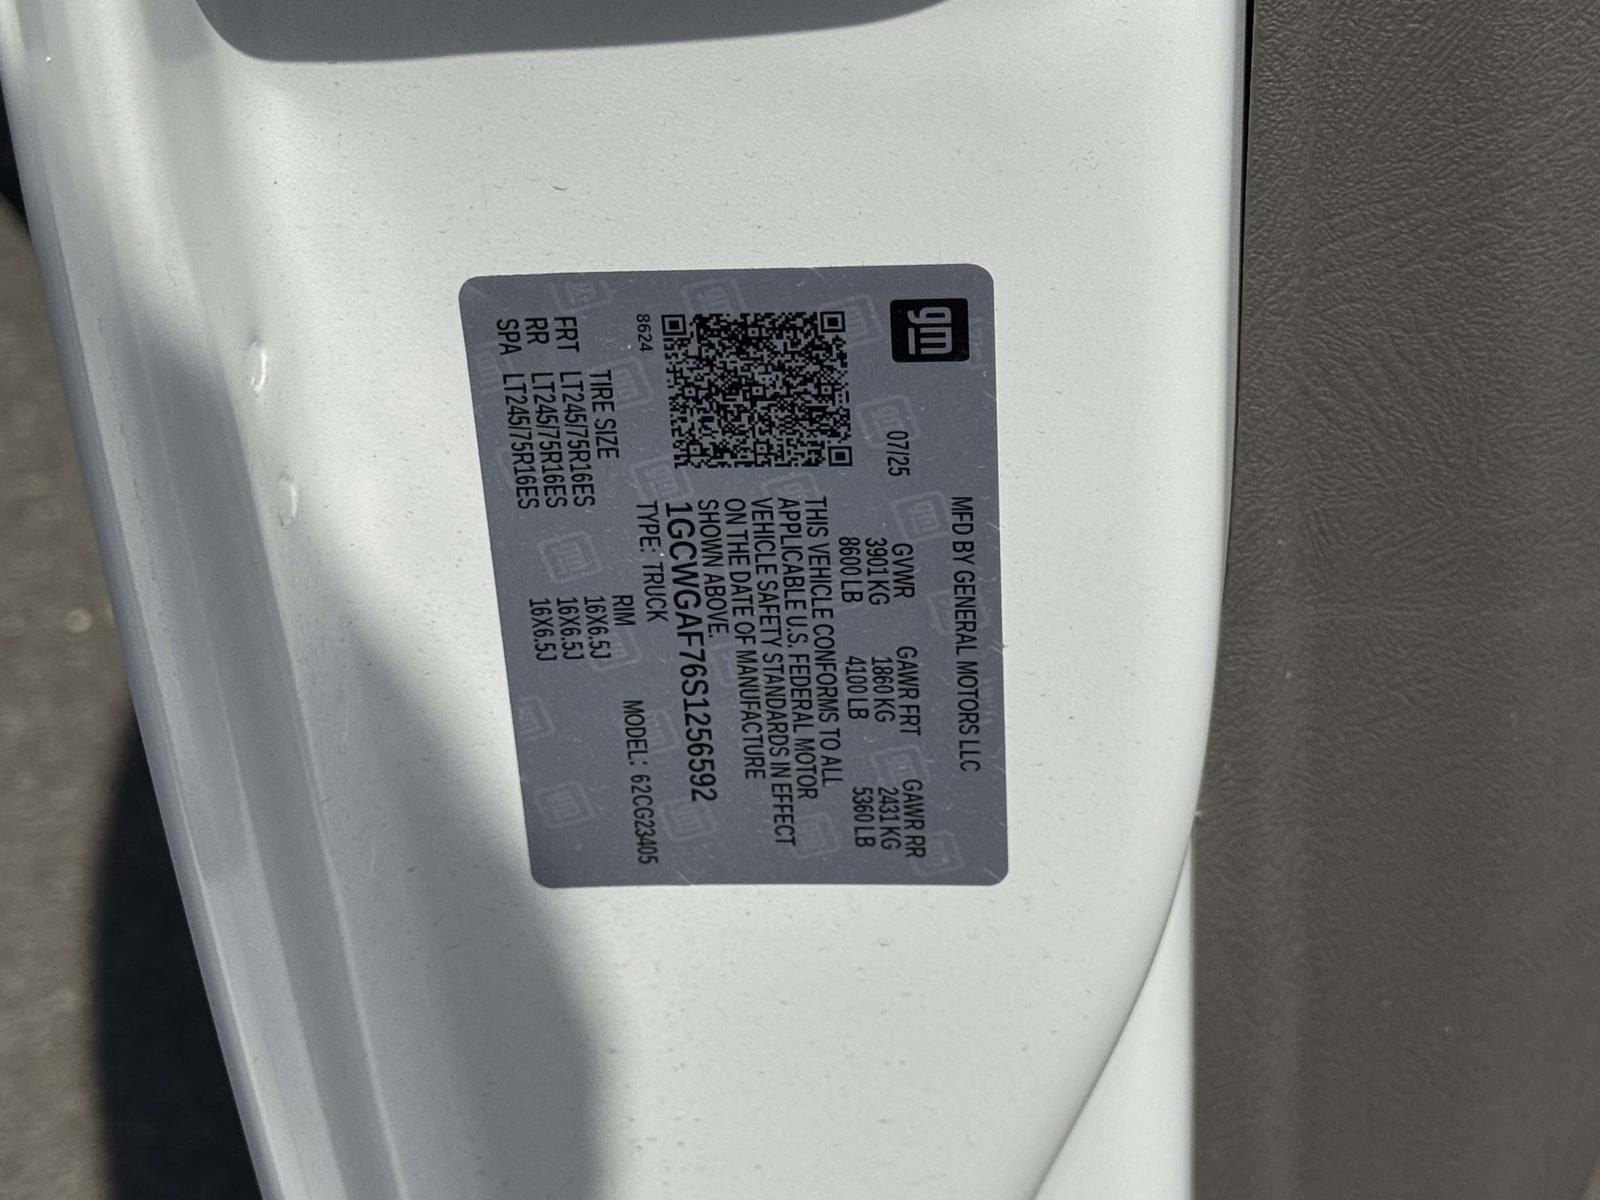 gm
MFD BY GENERAL MOTORS LLC
07/25
GVWR GAWR FRT GAWR RR
3901 KG 1860 KG 2431 KG
8600 LB 4100 LB 5360 LB
THIS VEHICLE CONFORMS TO ALL
APPLICABLE U.S. FEDERAL MOTOR
VEHICLE SAFETY STANDARDS IN EFFECT
ON THE DATE OF MANUFACTURE
SHOWN ABOVE.
1GCWGAF76S1256592
8624
TYPE: TRUCK MODEL: 62CG23405
TIRE SIZE RIM
FRT LT245/75R16ES 16X6.5J
RR LT245/75R16ES 16X6.5J
SPA LT245/75R16ES 16X6.5J